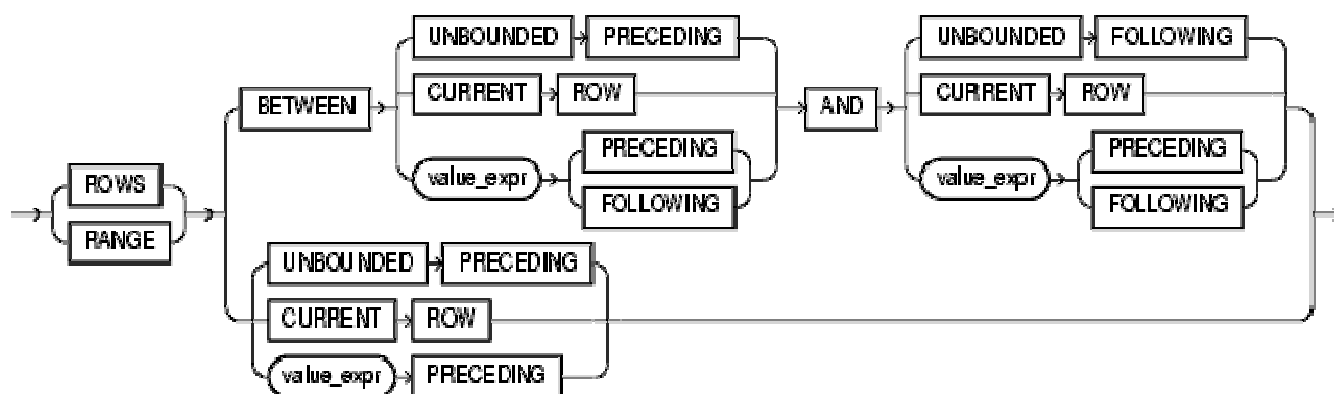 UNBOUNDED PRECEDING UNBOUNDED FOLLOWING
BETWEEN CURRENT ROW AND CURRENT ROW
value_expr PRECEDING value_expr PRECEDING
FOLLOWING FOLLOWING
ROWS
RANGE
UNBOUNDED PRECEDING
CURRENT ROW
value_expr PRECEDING